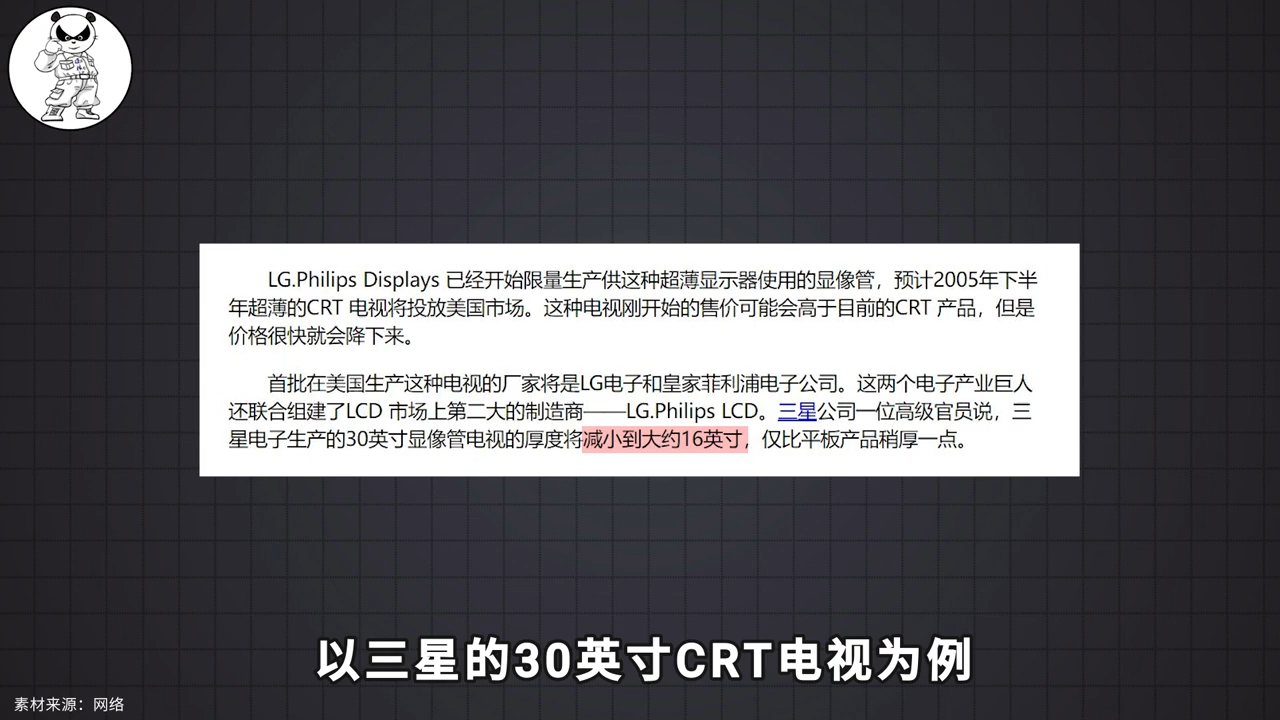 LG.Philips Displays 已经开始限量生产供这种超薄显示器使用的显像管，预计2005年下半
年超薄的CRT 电视将投放美国市场。这种电视刚开始的售价可能会高于目前的CRT 产品，但是
价格很快就会降下来。
首批在美国生产这种电视的厂家将是LG电子和皇家菲利浦电子公司。这两个电子产业巨人
还联合组建了LCD 市场上第二大的制造商——LG.Philips LCD。三星公司一位高级官员说，三
星电子生产的30英寸显像管电视的厚度将减小到大约16英寸，仅比平板产品稍厚一点。
以三星的30英寸CRT电视为例
素材来源：网络